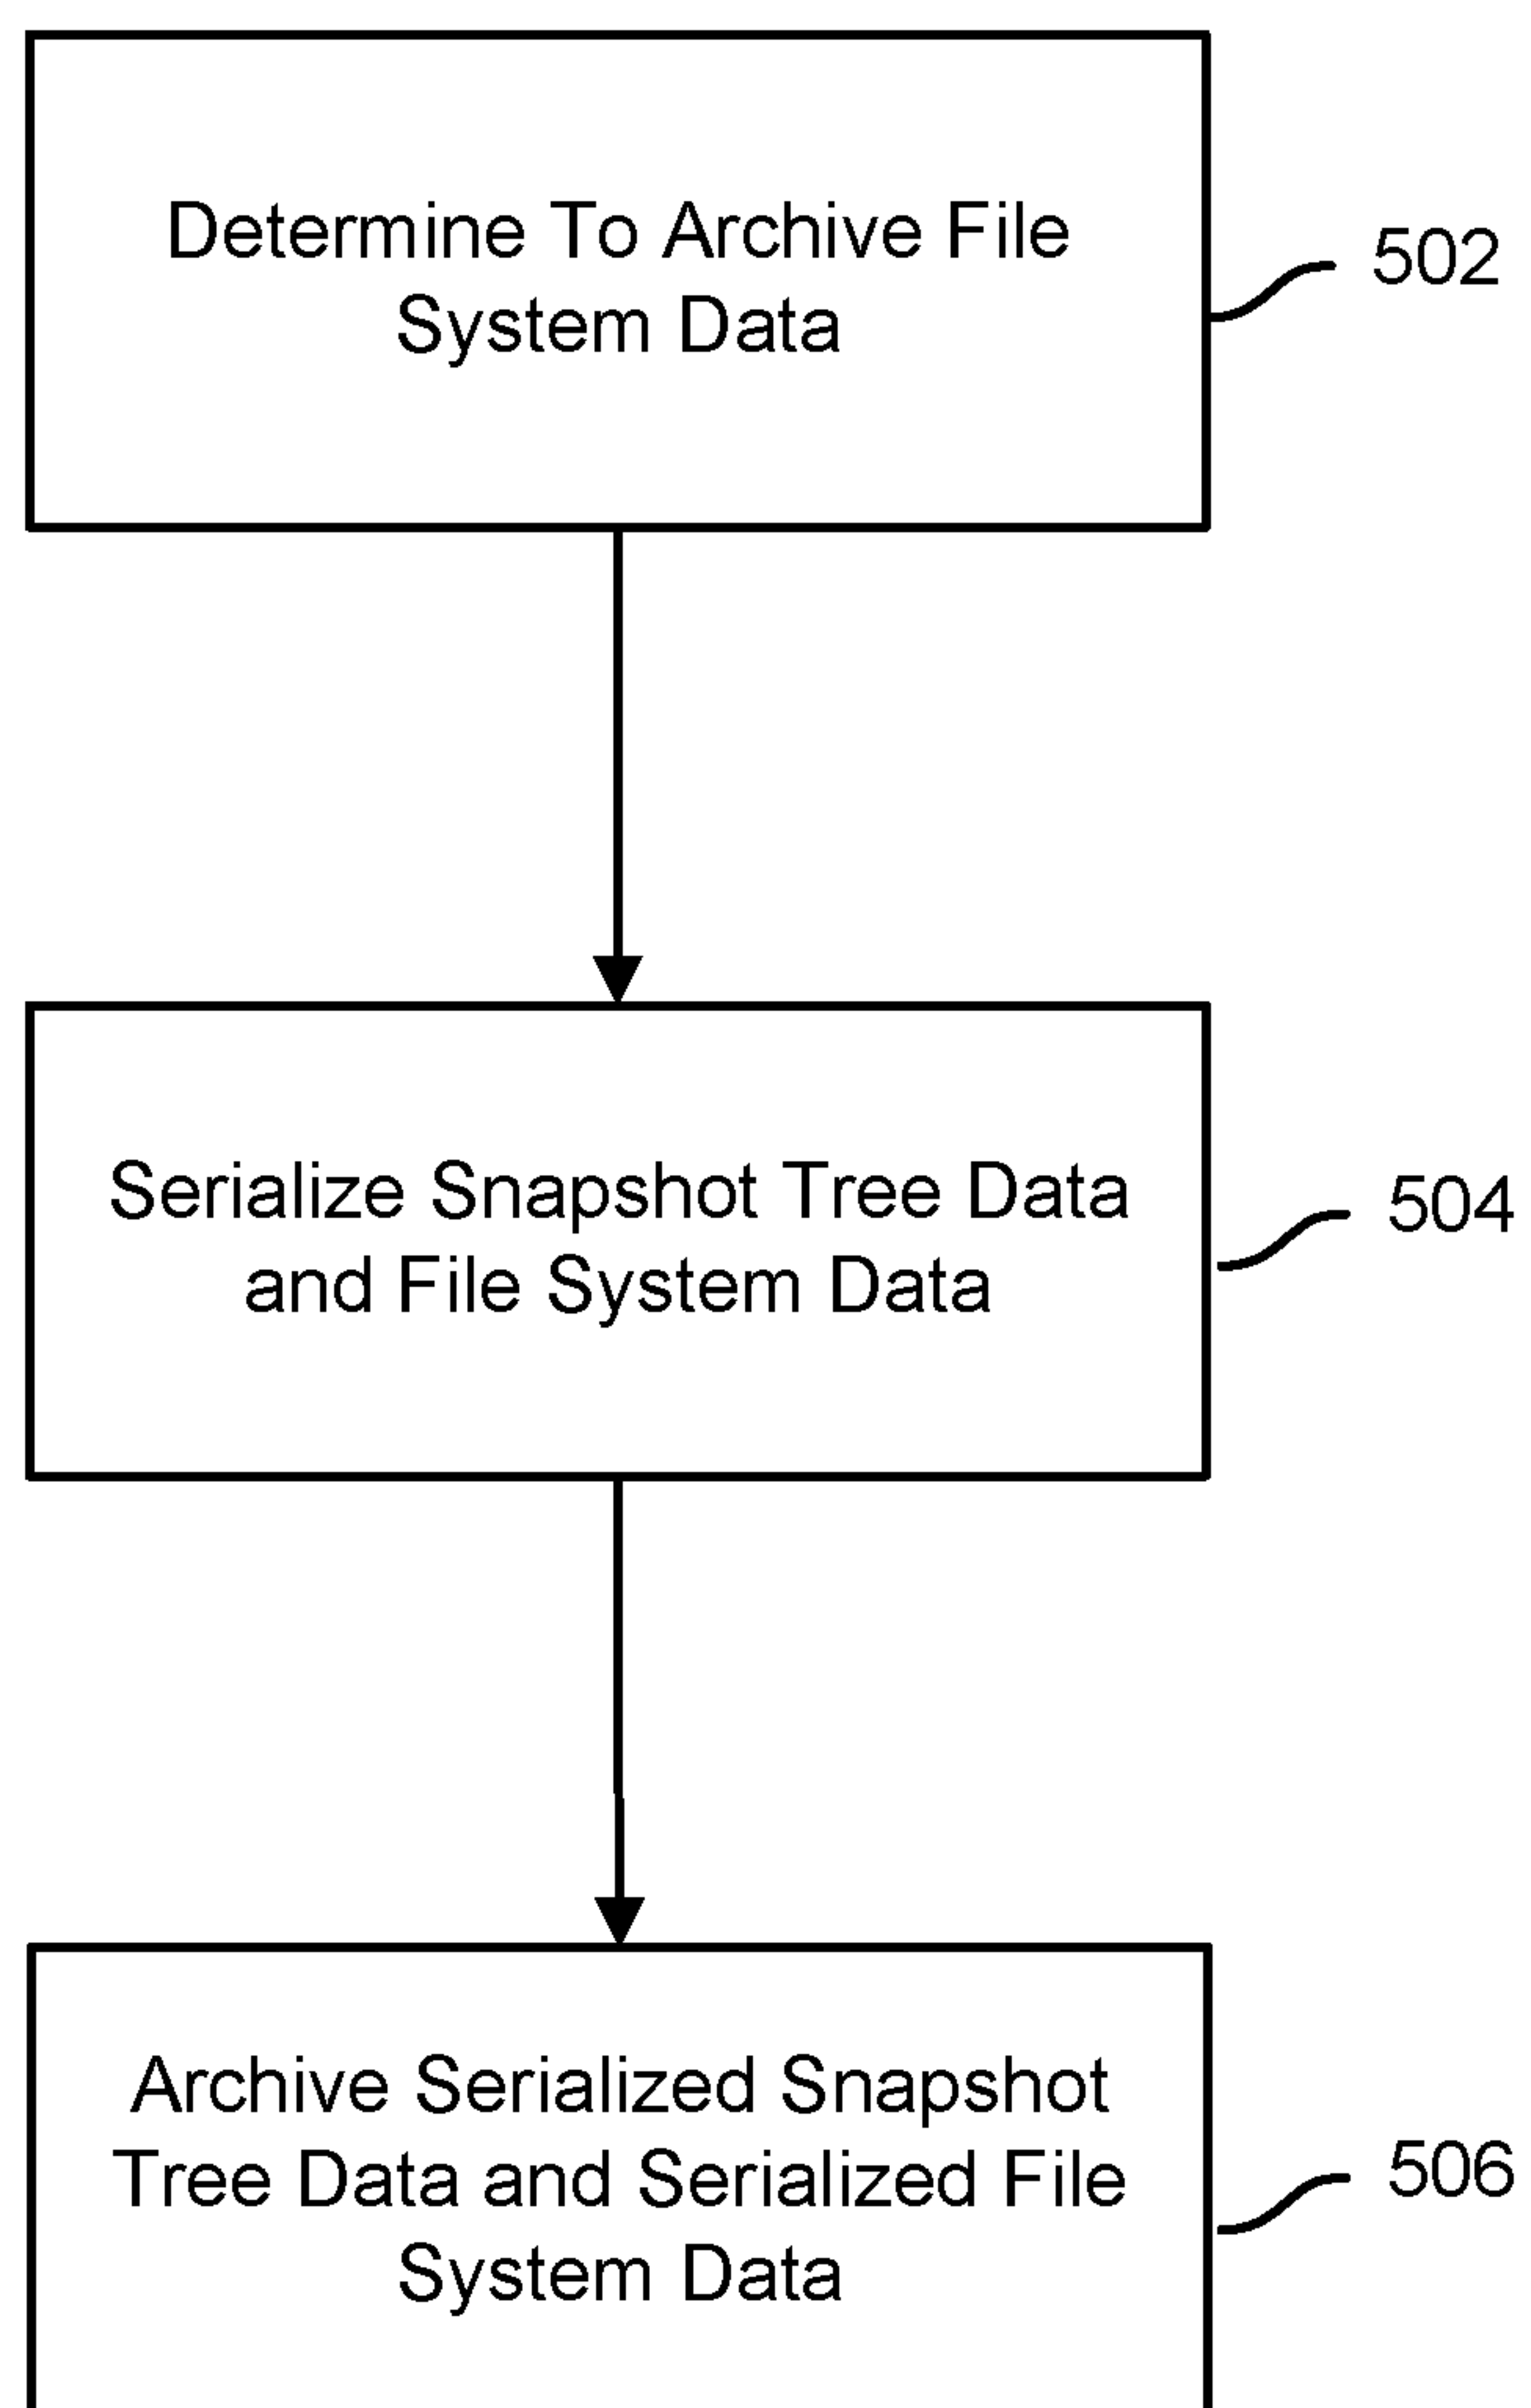 Determine To Archive File
System Data
502
Serialize Snapshot Tree Data
and File System Data
504
Archive Serialized Snapshot
Tree Data and Serialized File
System Data
506